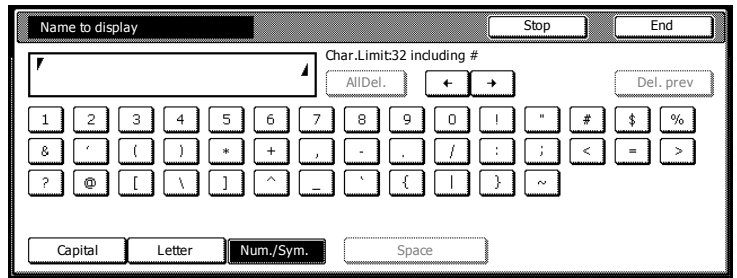 Name to display Stop End
Char.Limit:32 including #
AllDel. ← → Del. prev
1 2 3 4 5 6 7 8 9 0 ! " # $ %
& ´ ( ) * + , - . / : ; < = >
? @ [ \ ] ^ _ ` { | } ~
Capital Letter Num./Sym. Space